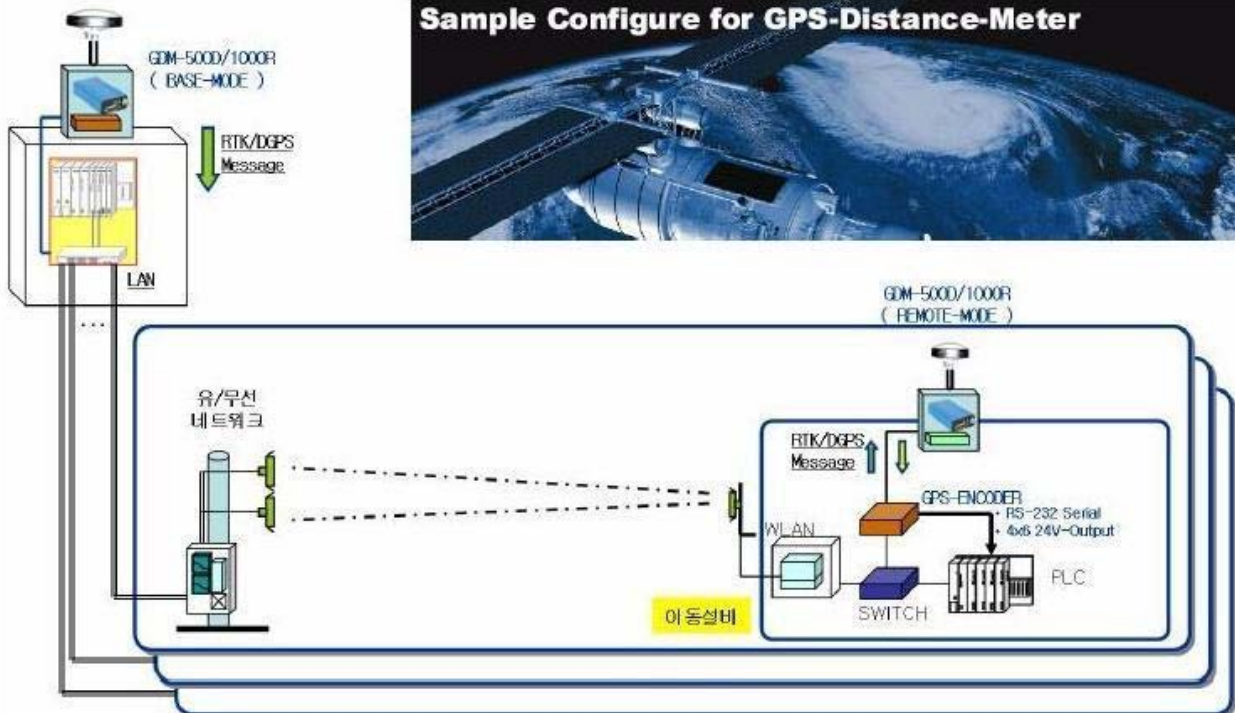 Sample Configure for GPS-Distance-Meter
GDM-500D/1000R
( BASE-MODE )
RTK/DGPS
Message
LAN
...
GDM-500D/1000R
( REMOTE-MODE )
유/무선
네트워크
RTK/DGPS
Message
GPS-ENCODER
· RS-232 Serial
· 4x6 24V-Output
WLAN
SWITCH
PLC
이동설비